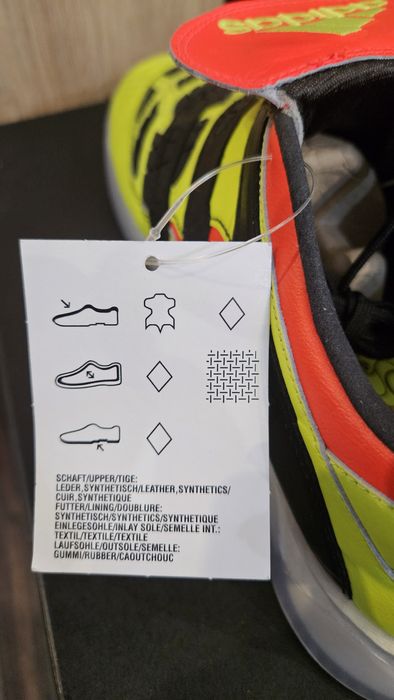 adidas
SCHAFT/UPPER/TIGE:
LEDER,SYNTHETISCH/LEATHER,SYNTHETICS/
CUIR,SYNTHETIQUE
FUTTER/LINING/DOUBLURE:
SYNTHETISCH/SYNTHETICS/SYNTHETIQUE
EINLEGESOHLE/INLAY SOLE/SEMELLE INT.:
TEXTIL/TEXTILE/TEXTILE
LAUFSOHLE/OUTSOLE/SEMELLE:
GUMMI/RUBBER/CAOUTCHOUC